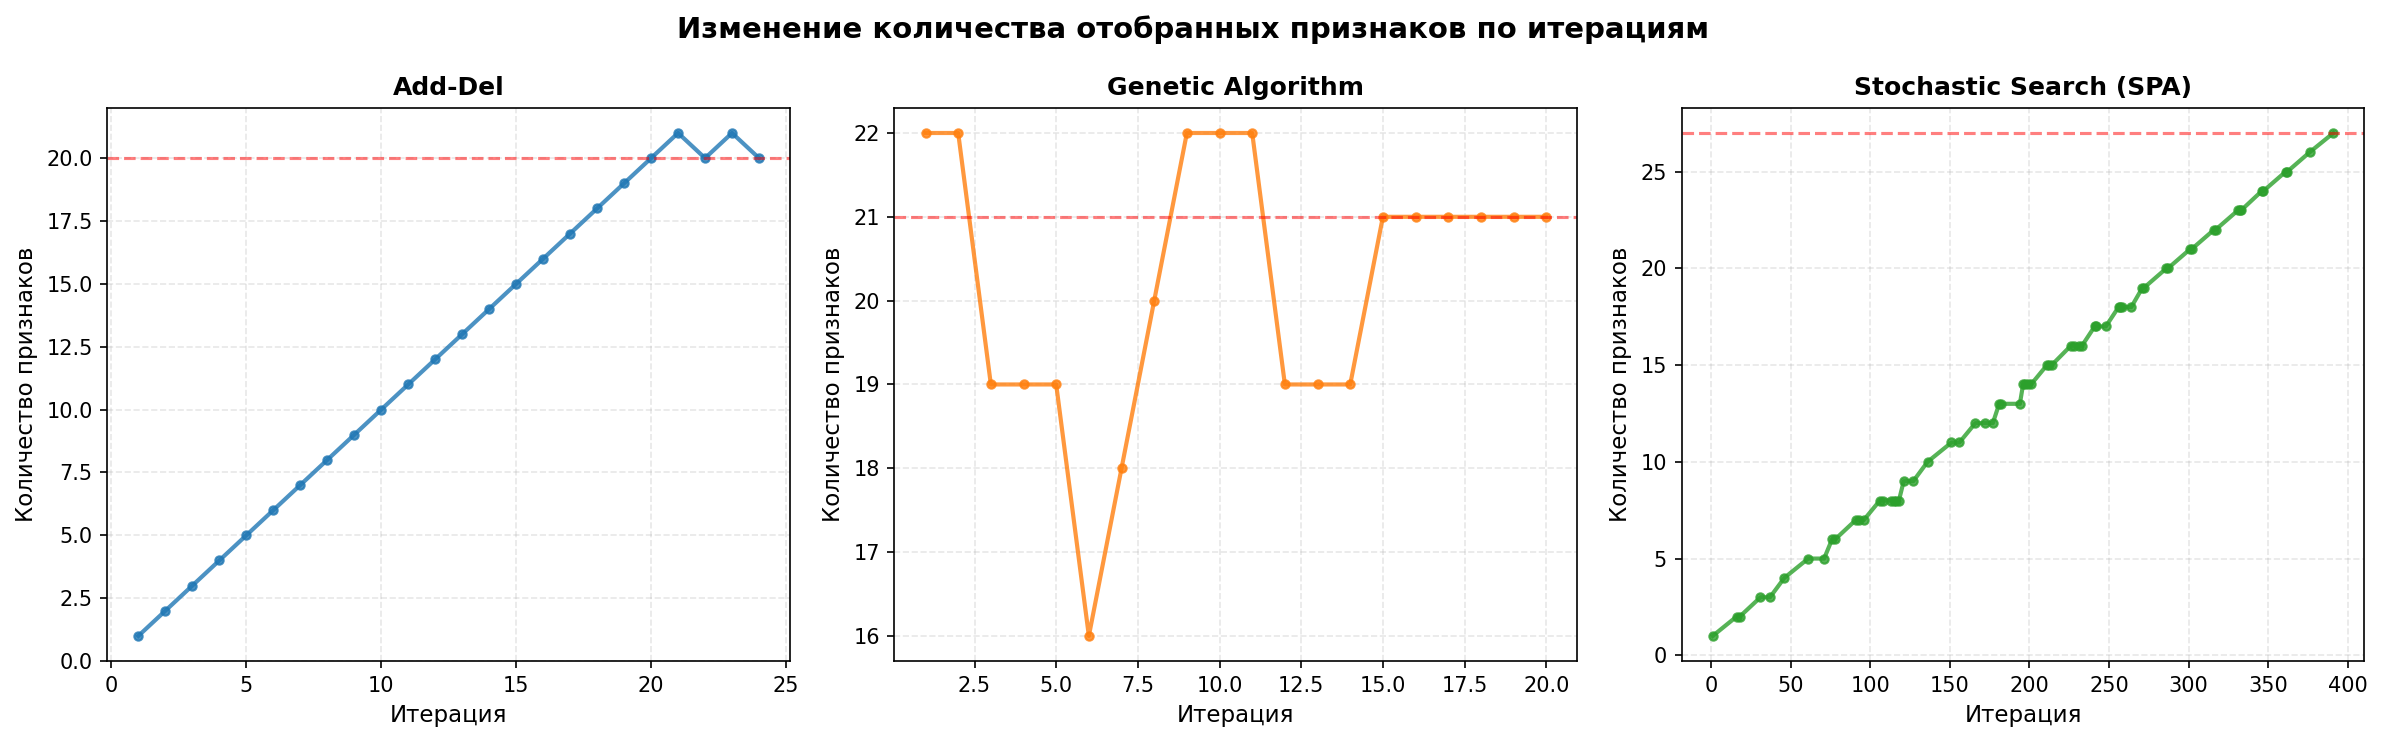 Изменение количества отобранных признаков по итерациям
Add-Del
Количество признаков
20.0
17.5
15.0
12.5
10.0
7.5
5.0
2.5
0.0
0 5 10 15 20 25
Итерация
Genetic Algorithm
Количество признаков
22
21
20
19
18
17
16
2.5 5.0 7.5 10.0 12.5 15.0 17.5 20.0
Итерация
Stochastic Search (SPA)
Количество признаков
25
20
15
10
5
0
0 50 100 150 200 250 300 350 400
Итерация